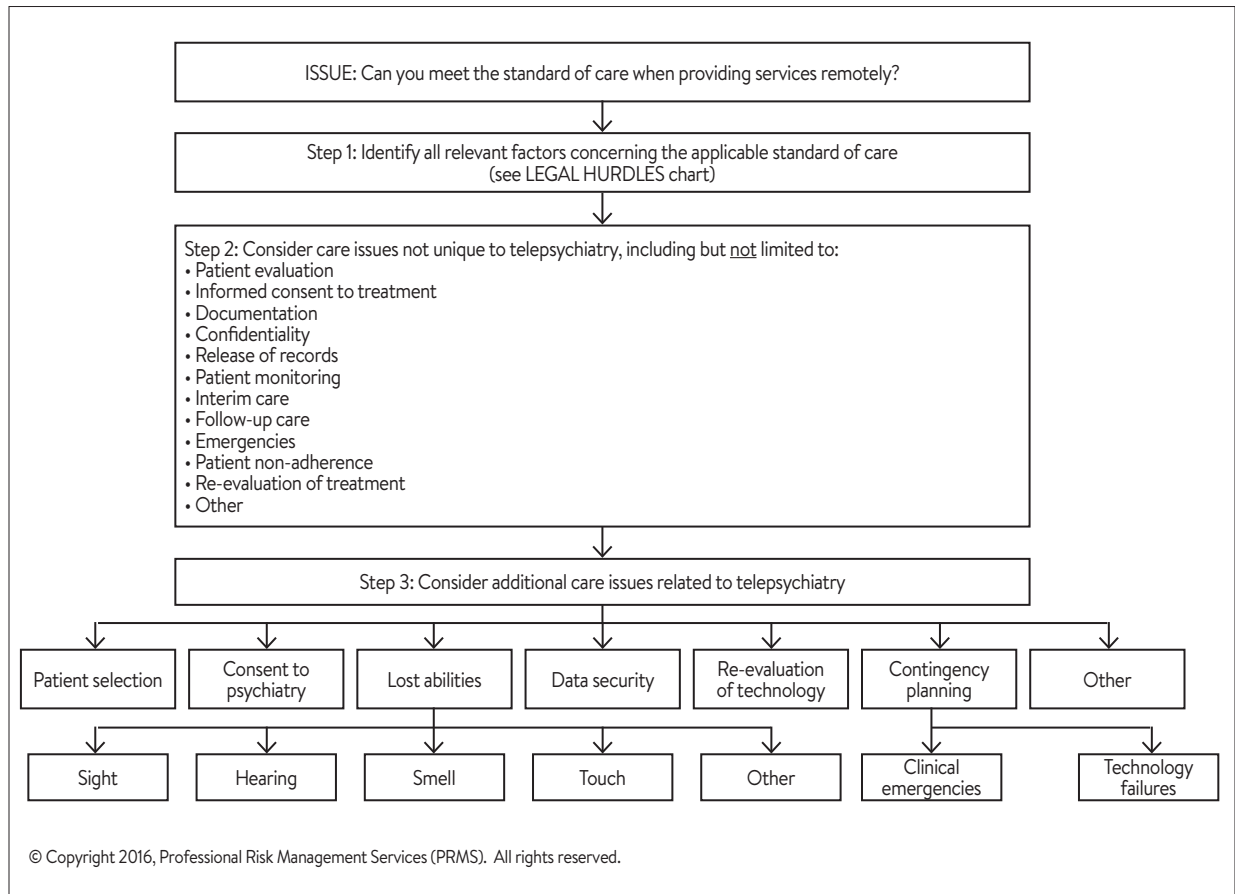 ISSUE: Can you meet the standard of care when providing services remotely?
Step 1: Identify all relevant factors concerning the applicable standard of care
(see LEGAL HURDLES chart)
Step 2: Consider care issues not unique to telepsychiatry, including but not limited to:
• Patient evaluation
• Informed consent to treatment
• Documentation
• Confidentiality
• Release of records
• Patient monitoring
• Interim care
• Follow-up care
• Emergencies
• Patient non-adherence
• Re-evaluation of treatment
• Other
Step 3: Consider additional care issues related to telepsychiatry
Patient selection
Consent to
psychiatry
Lost abilities
Data security
Re-evaluation
of technology
Contingency
planning
Other
Sight
Hearing
Smell
Touch
Other
Clinical
emergencies
Technology
failures
© Copyright 2016, Professional Risk Management Services (PRMS). All rights reserved.